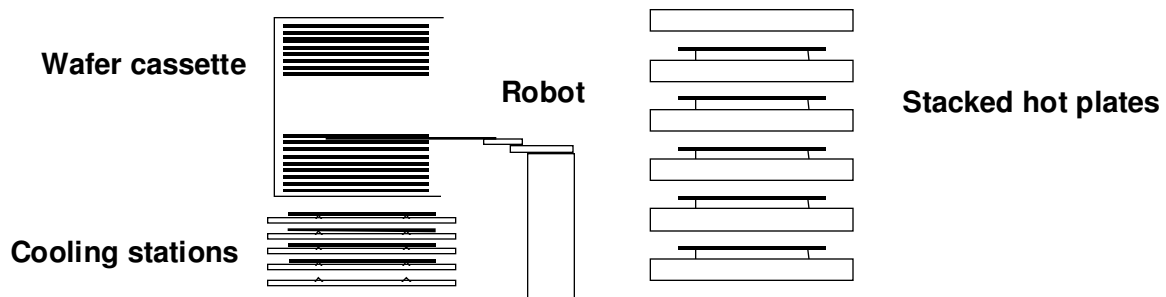 Wafer cassette
Robot
Stacked hot plates
Cooling stations